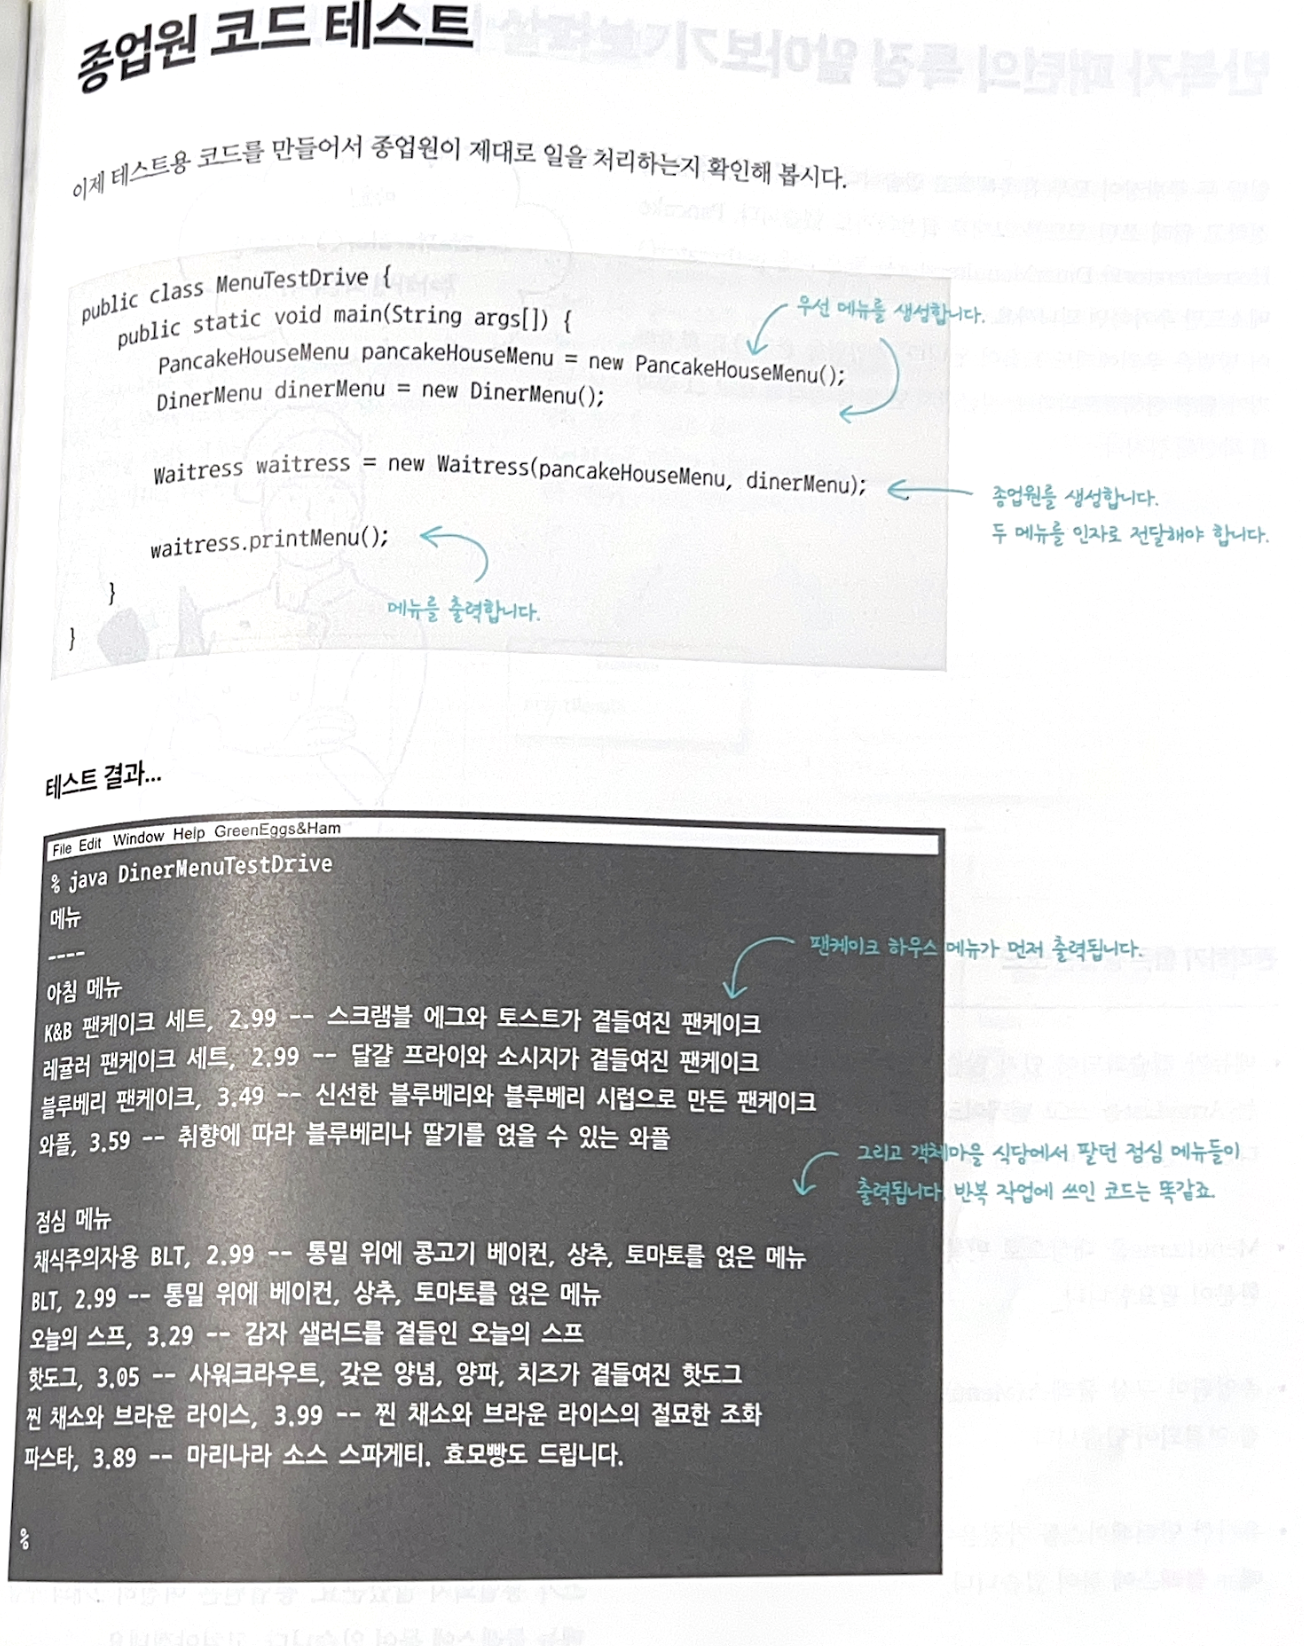 종업원 코드 테스트
이제 테스트용 코드를 만들어서 종업원이 제대로 일을 처리하는지 확인해 봅시다.
public class MenuTestDrive {
public static void main(String args[]) {
PancakeHouseMenu pancakeHouseMenu = new PancakeHouseMenu();
DinerMenu dinerMenu = new DinerMenu();
우선 메뉴를 생성합니다.
Waitress waitress = new Waitress(pancakeHouseMenu, dinerMenu);
종업원를 생성합니다.
두 메뉴를 인자로 전달해야 합니다.
waitress.printMenu();
메뉴를 출력합니다.
}
}
테스트 결과...
File Edit Window Help GreenEggs&Ham
% java DinerMenuTestDrive
메뉴
----
아침 메뉴
팬케이크 하우스 메뉴가 먼저 출력됩니다.
K&B 팬케이크 세트, 2.99 -- 스크램블 에그와 토스트가 곁들여진 팬케이크
레귤러 팬케이크 세트, 2.99 -- 달걀 프라이와 소시지가 곁들여진 팬케이크
블루베리 팬케이크, 3.49 -- 신선한 블루베리와 블루베리 시럽으로 만든 팬케이크
와플, 3.59 -- 취향에 따라 블루베리나 딸기를 얹을 수 있는 와플
그리고 객체마을 식당에서 팔던 점심 메뉴들이
출력됩니다. 반복 작업에 쓰인 코드는 똑같죠.
점심 메뉴
채식주의자용 BLT, 2.99 -- 통밀 위에 콩고기 베이컨, 상추, 토마토를 얹은 메뉴
BLT, 2.99 -- 통밀 위에 베이컨, 상추, 토마토를 얹은 메뉴
오늘의 스프, 3.29 -- 감자 샐러드를 곁들인 오늘의 스프
핫도그, 3.05 -- 사워크라우트, 갖은 양념, 양파, 치즈가 곁들여진 핫도그
찐 채소와 브라운 라이스, 3.99 -- 찐 채소와 브라운 라이스의 절묘한 조화
파스타, 3.89 -- 마리나라 소스 스파게티. 효모빵도 드립니다.
%